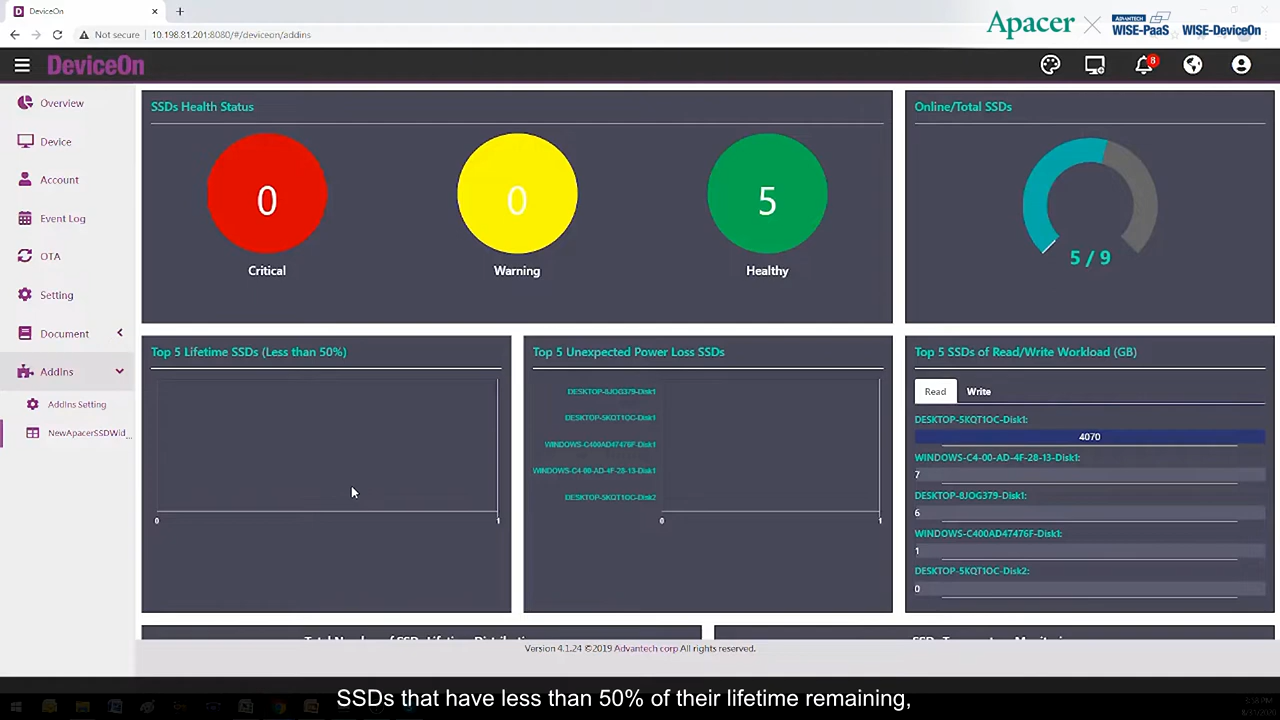 DeviceOn
Not secure
10.198.81.201:8080/#/deviceon/addins
Apacer
ADVANTECH
WISE-PaaS
WISE-DeviceOn
DeviceOn
8
Overview
Device
Account
Event Log
OTA
Setting
Document
AddIns
AddIns Setting
NewApacerSSDWid...
SSDs Health Status
0
0
5
Critical
Warning
Healthy
Online/Total SSDs
5 / 9
Top 5 Lifetime SSDs (Less than 50%)
0
1
Top 5 Unexpected Power Loss SSDs
DESKTOP-8JOG379-Disk1
DESKTOP-5KQT1OC-Disk1
WINDOWS-C400AD47476F-Disk1
WINDOWS-C4-00-AD-4F-28-13-Disk1
DESKTOP-5KQT1OC-Disk2
0
1
Top 5 SSDs of Read/Write Workload (GB)
Read
Write
DESKTOP-5KQT1OC-Disk1:
4070
WINDOWS-C4-00-AD-4F-28-13-Disk1:
7
DESKTOP-8JOG379-Disk1:
6
WINDOWS-C400AD47476F-Disk1:
1
DESKTOP-5KQT1OC-Disk2:
0
Version 4.1.24 ©2019 Advantech corp All rights reserved.
SSDs that have less than 50% of their lifetime remaining,